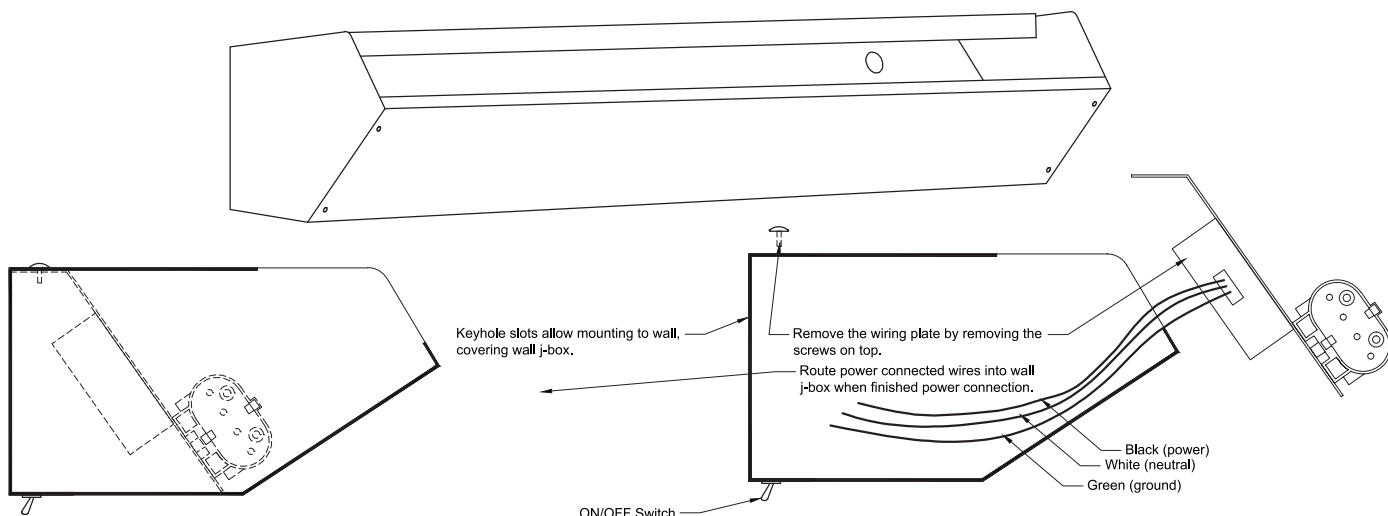 Keyhole slots allow mounting to wall,
covering wall j-box.
Remove the wiring plate by removing the
screws on top.
Route power connected wires into wall
j-box when finished power connection.
Black (power)
White (neutral)
Green (ground)
ON/OFF Switch